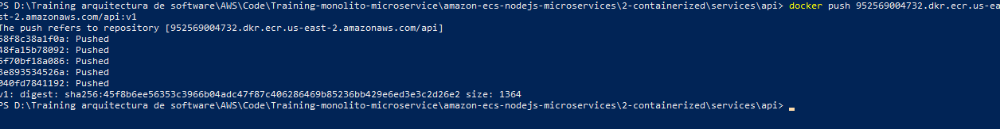 PS D:\Training arquitectura de software\AWS\Code\Training-monolito-microservice\amazon-ecs-nodejs-microservices\2-containerized\services\api> docker push 952569004732.dkr.ecr.us-ea
st-2.amazonaws.com/api:v1
The push refers to repository [952569004732.dkr.ecr.us-east-2.amazonaws.com/api]
58f8c38a1f0a: Pushed
48fa15b78092: Pushed
5f70bf18a086: Pushed
3e893534526a: Pushed
040fd7841192: Pushed
v1: digest: sha256:45f8b6ee56353c3966b04adc47f87c406286469b85236bb429e6ed3e3c2d26e2 size: 1364
PS D:\Training arquitectura de software\AWS\Code\Training-monolito-microservice\amazon-ecs-nodejs-microservices\2-containerized\services\api>